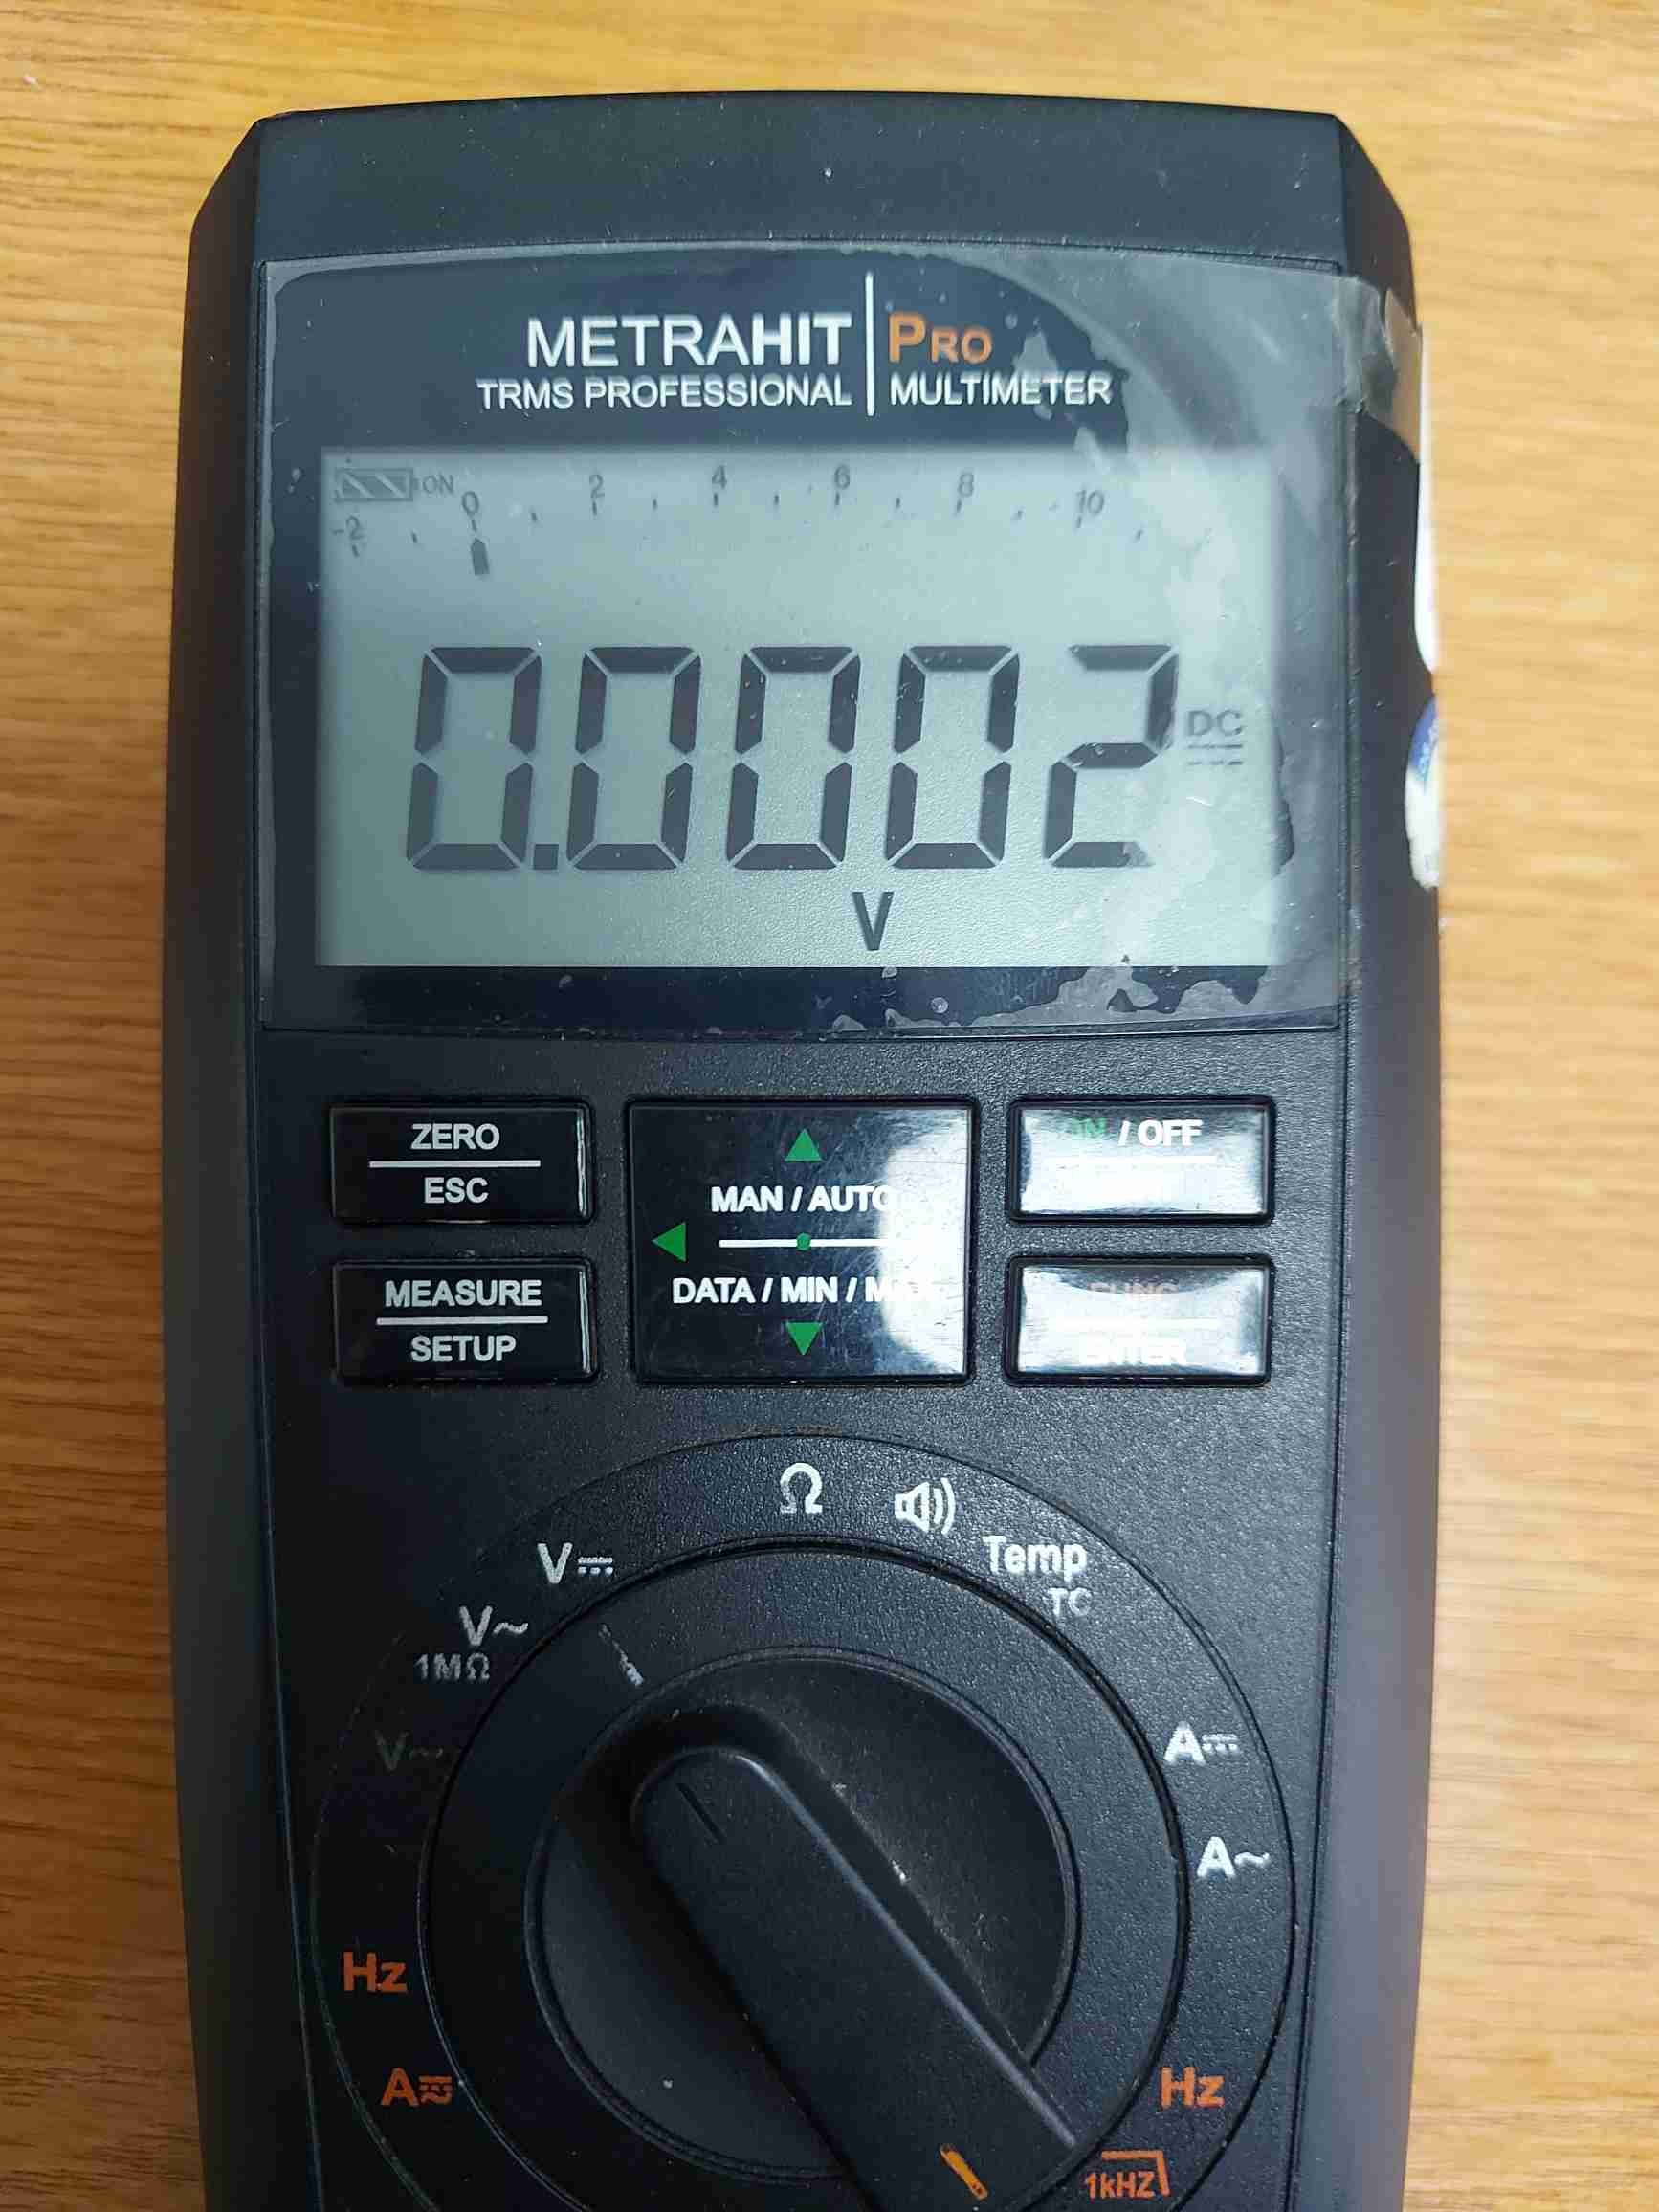 METRAHIT PRO
TRMS PROFESSIONAL MULTIMETER
ON
-2 0 2 4 6 8 10
0.0002 DC
V
ZERO
ESC
MAN / AUTO
DATA / MIN /
ON / OFF
MEASURE
SETUP
FUNC
ENTER
Ω
V⎓
Temp
TC
V~
1MΩ
V~
A⎓
A~
Hz
A
Hz
1kHZ